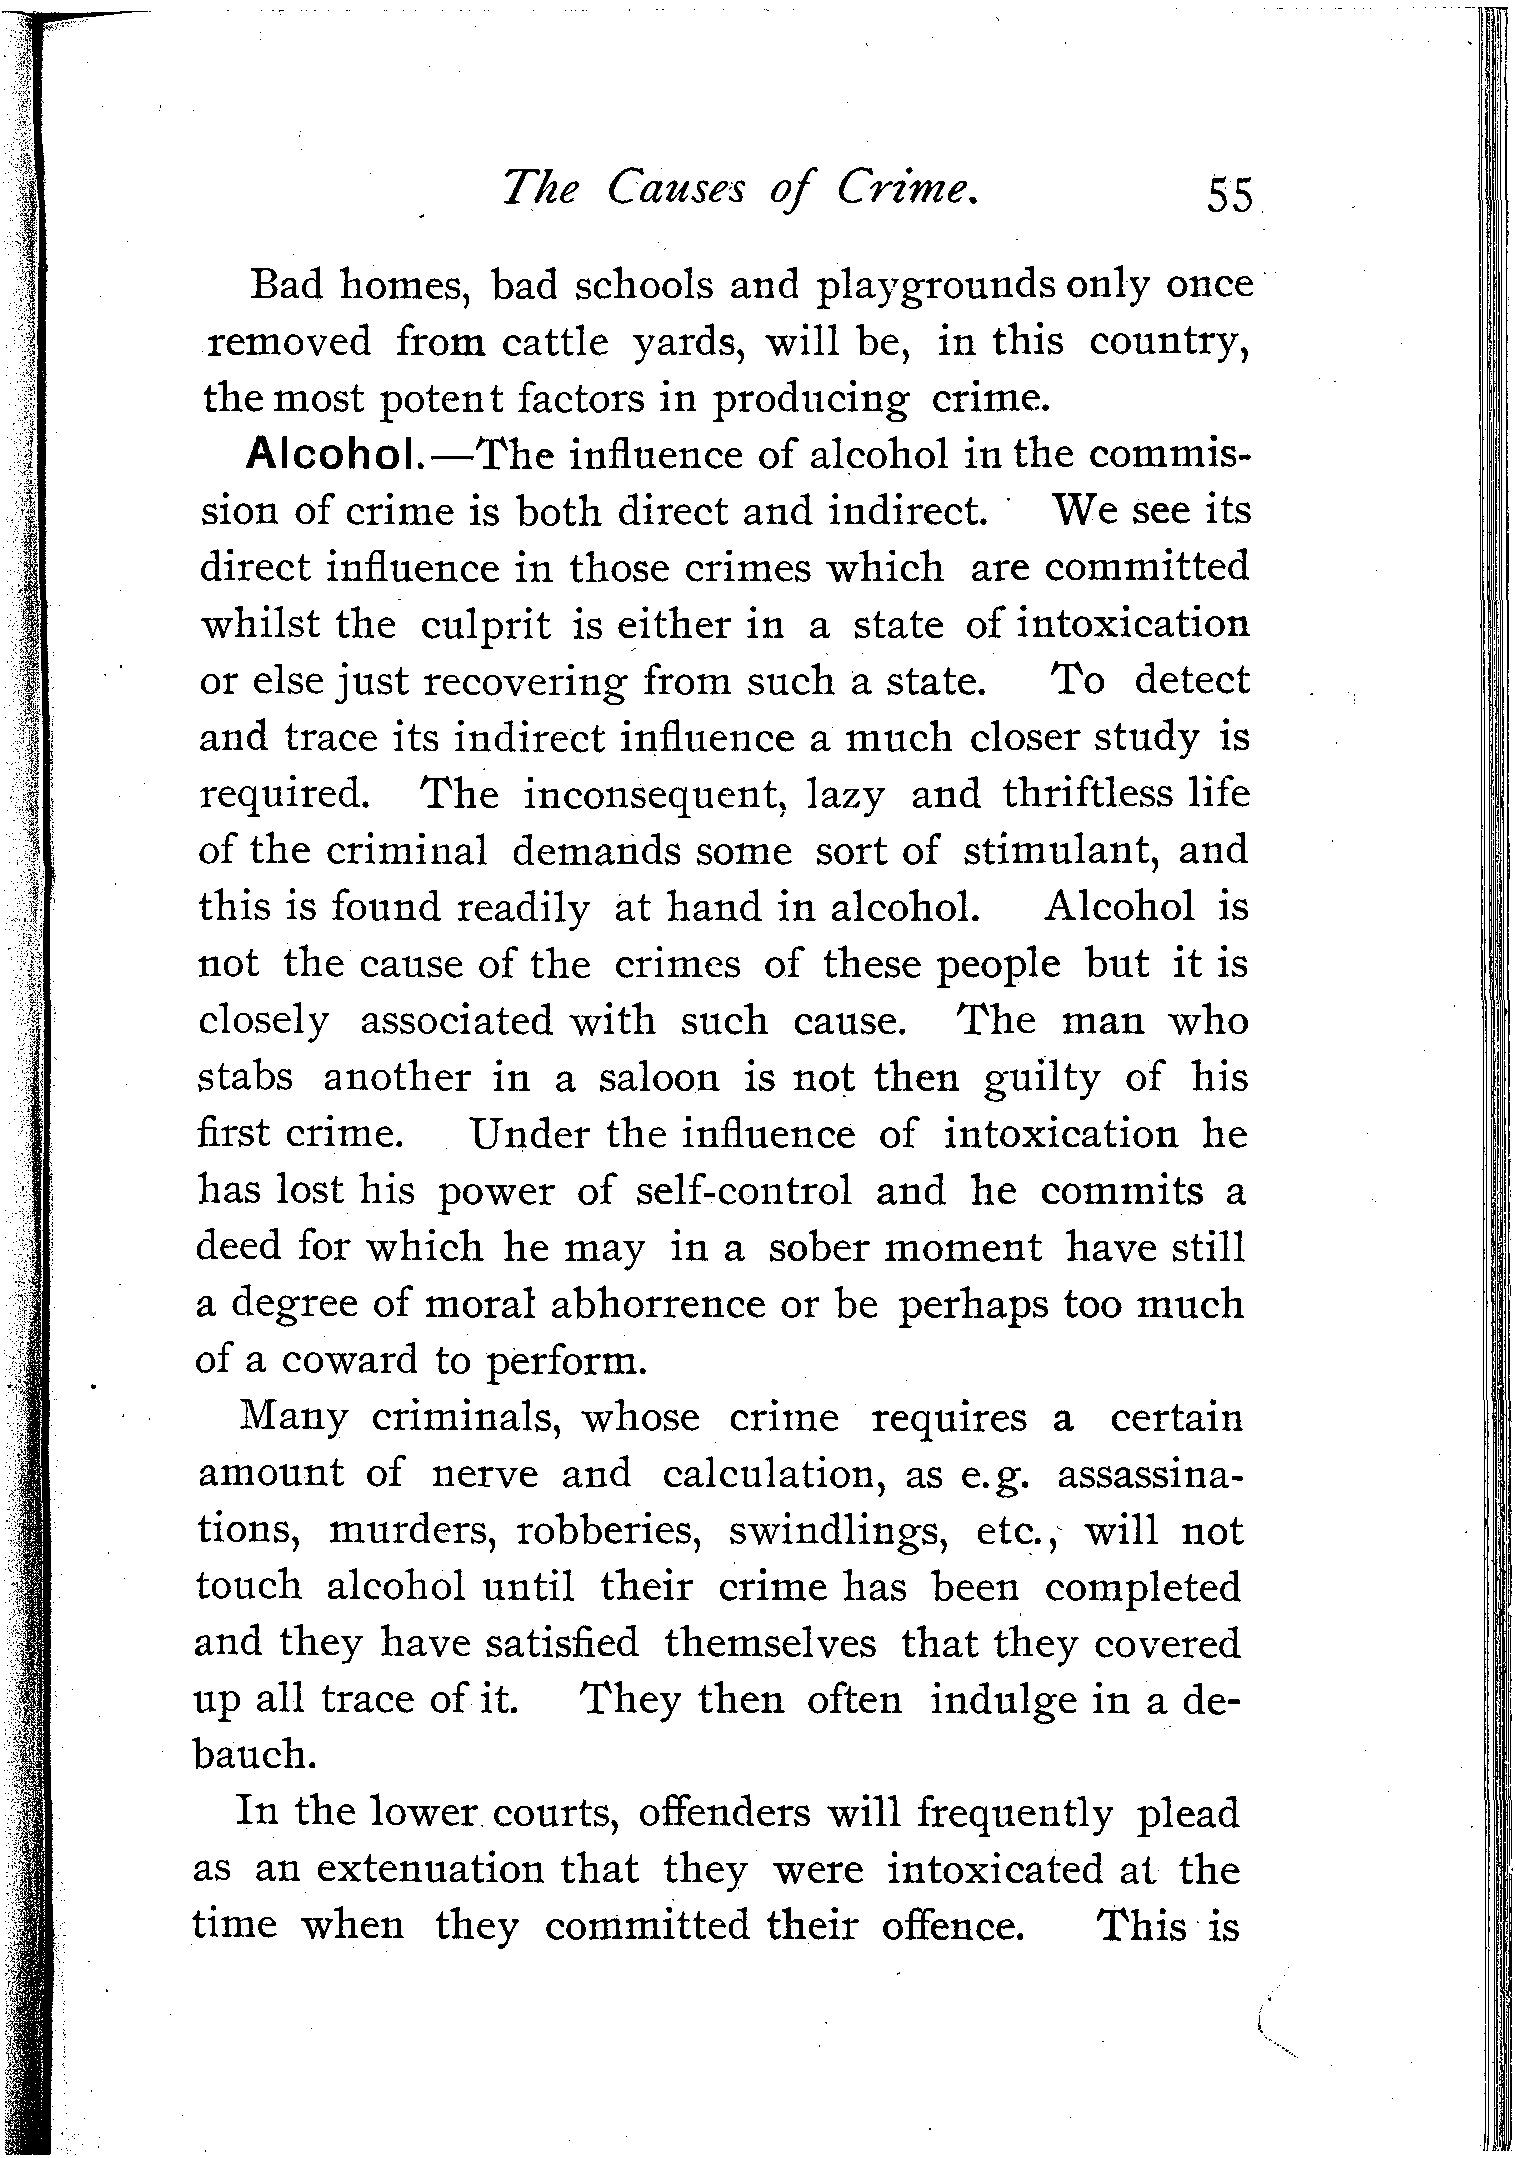 The Causes of Crime. 55
Bad homes, bad schools and playgrounds only once
removed from cattle yards, will be, in this country,
the most potent factors in producing crime.
Alcohol.—The influence of alcohol in the commis-
sion of crime is both direct and indirect. We see its
direct influence in those crimes which are committed
whilst the culprit is either in a state of intoxication
or else just recovering from such a state. To detect
and trace its indirect influence a much closer study is
required. The inconsequent, lazy and thriftless life
of the criminal demands some sort of stimulant, and
this is found readily at hand in alcohol. Alcohol is
not the cause of the crimes of these people but it is
closely associated with such cause. The man who
stabs another in a saloon is not then guilty of his
first crime. Under the influence of intoxication he
has lost his power of self-control and he commits a
deed for which he may in a sober moment have still
a degree of moral abhorrence or be perhaps too much
of a coward to perform.
Many criminals, whose crime requires a certain
amount of nerve and calculation, as e.g. assassina-
tions, murders, robberies, swindlings, etc., will not
touch alcohol until their crime has been completed
and they have satisfied themselves that they covered
up all trace of it. They then often indulge in a de-
bauch.
In the lower courts, offenders will frequently plead
as an extenuation that they were intoxicated at the
time when they committed their offence. This is